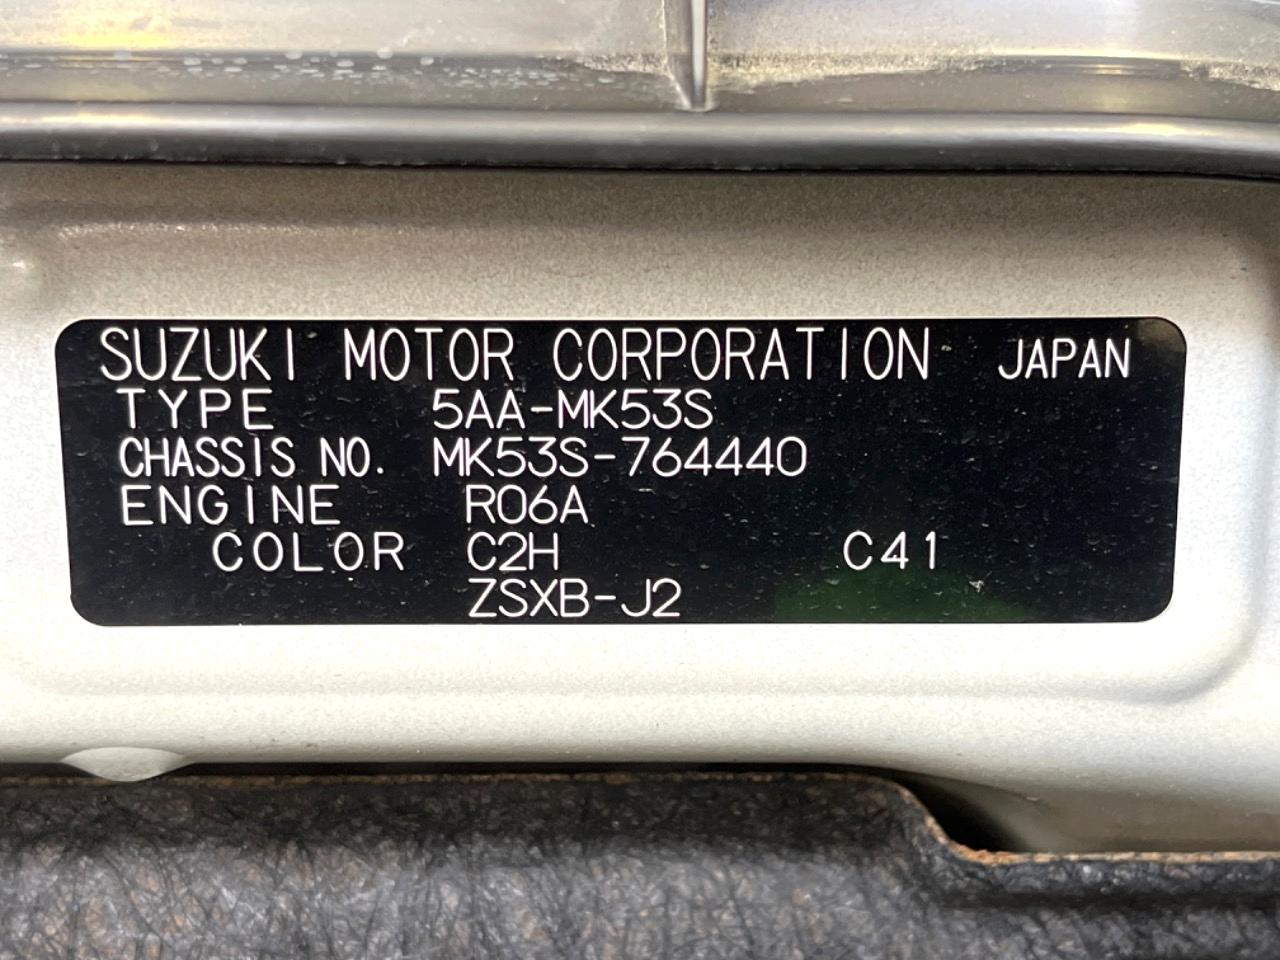 SUZUKI MOTOR CORPORATION JAPAN
TYPE 5AA-MK53S
CHASSIS NO. MK53S-764440
ENGINE R06A
COLOR C2H C41
ZSXB-J2